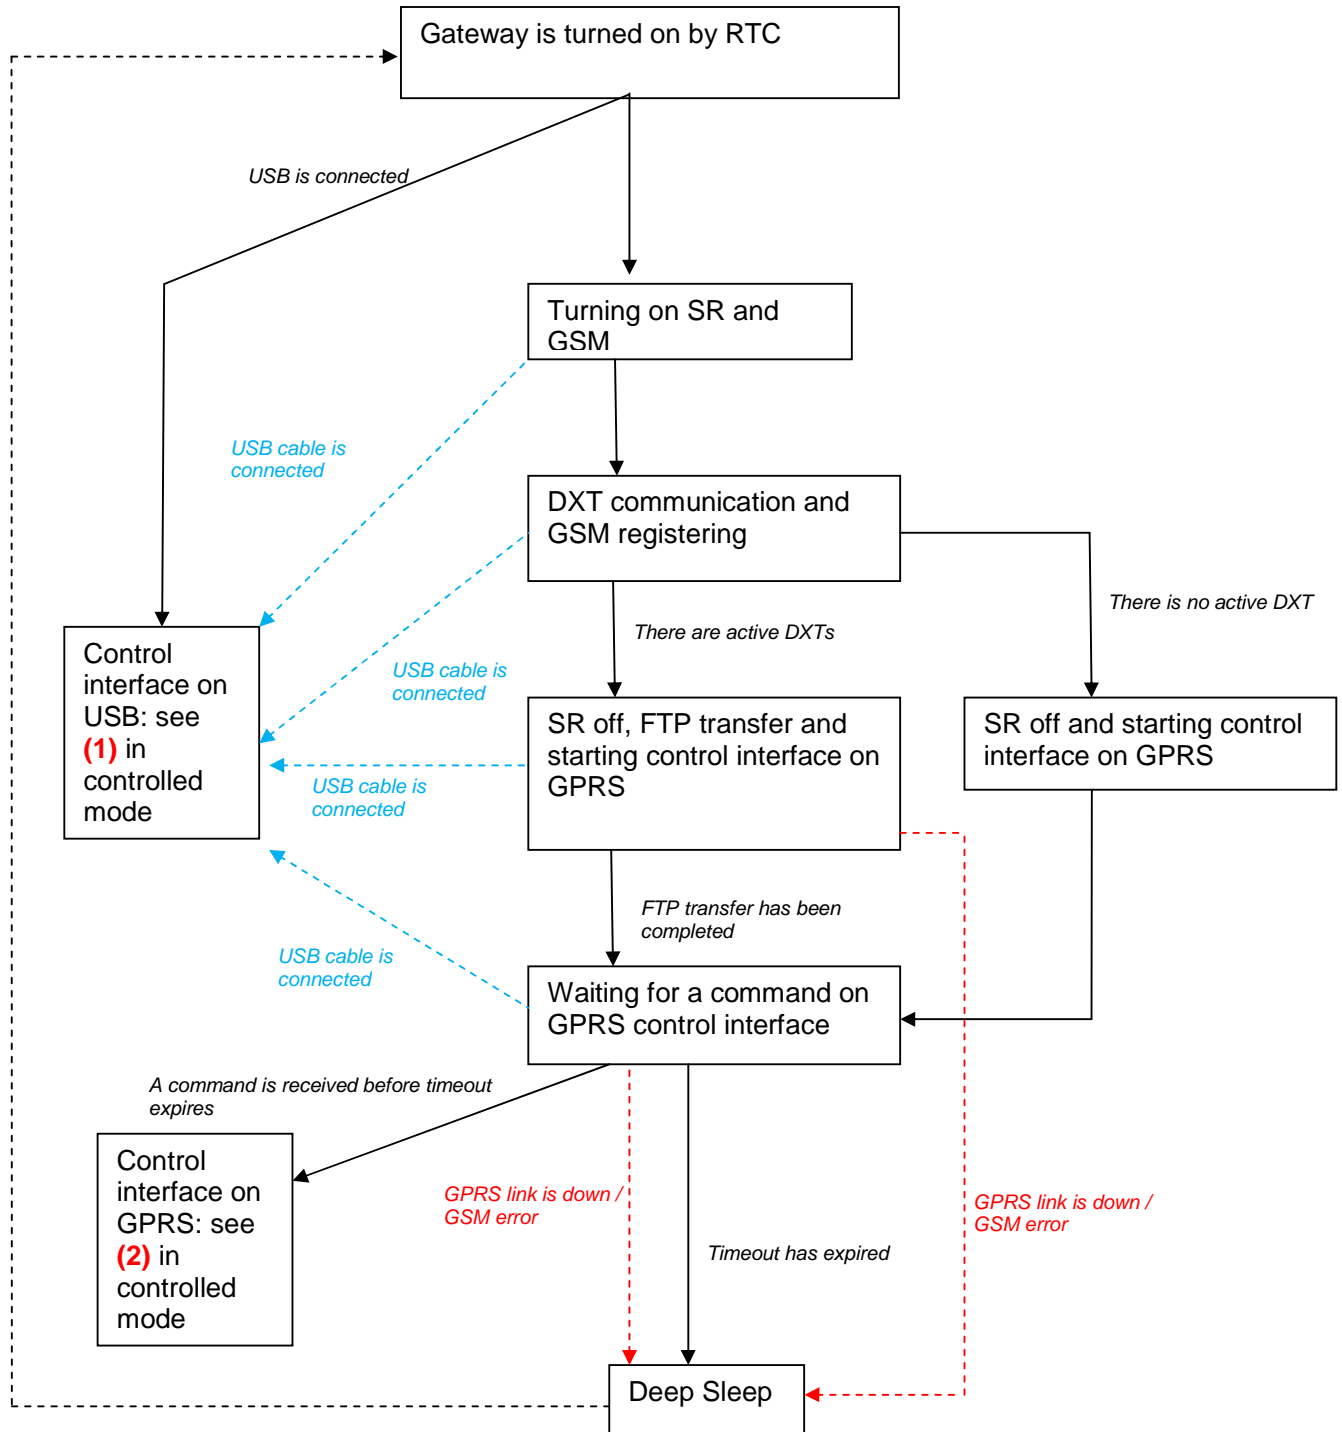 Gateway is turned on by RTC
USB is connected
Turning on SR and
GSM
USB cable is
connected
DXT communication and
GSM registering
There is no active DXT
There are active DXTs
Control
interface on
USB: see
(1) in
controlled
mode
USB cable is
connected
SR off, FTP transfer and
starting control interface on
GPRS
SR off and starting control
interface on GPRS
USB cable is
connected
FTP transfer has been
completed
USB cable is
connected
Waiting for a command on
GPRS control interface
A command is received before timeout
expires
Control
interface on
GPRS: see
(2) in
controlled
mode
GPRS link is down /
GSM error
GPRS link is down /
GSM error
Timeout has expired
Deep Sleep